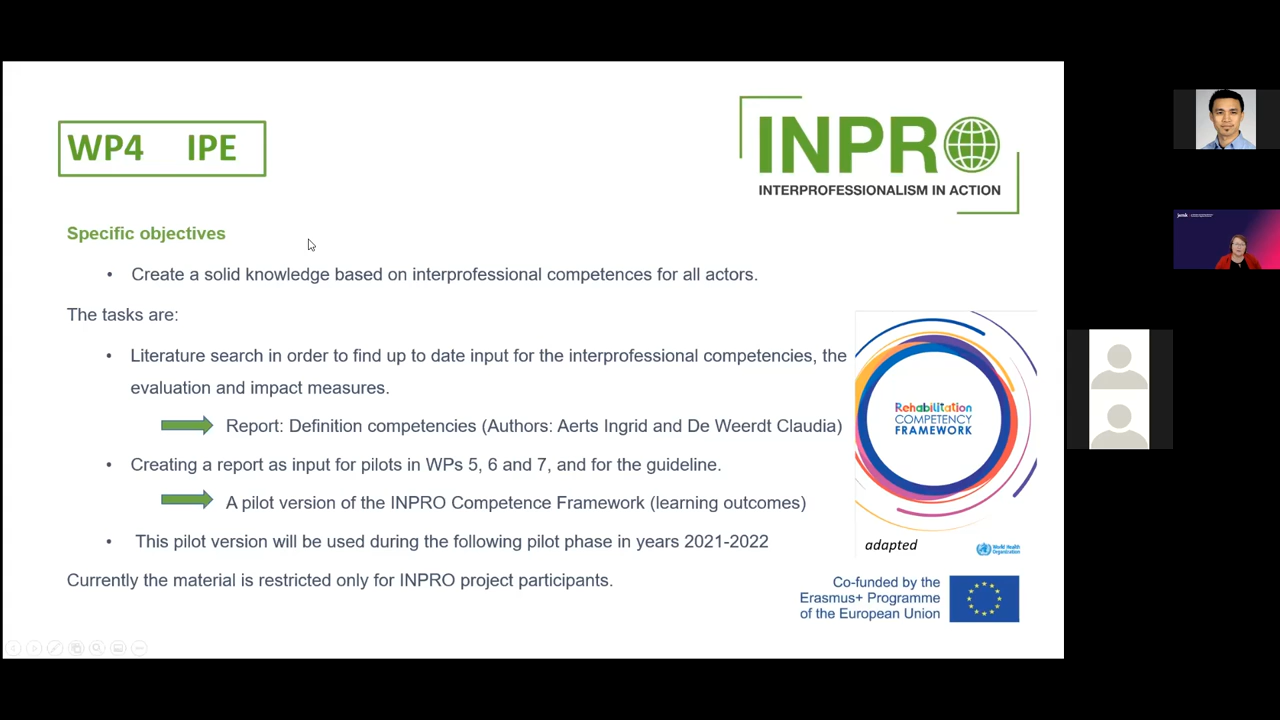 WP4 IPE
INPRO
INTERPROFESSIONALISM IN ACTION
Specific objectives
• Create a solid knowledge based on interprofessional competences for all actors.
The tasks are:
• Literature search in order to find up to date input for the interprofessional competencies, the
evaluation and impact measures.
Report: Definition competencies (Authors: Aerts Ingrid and De Weerdt Claudia)
• Creating a report as input for pilots in WPs 5, 6 and 7, and for the guideline.
A pilot version of the INPRO Competence Framework (learning outcomes)
• This pilot version will be used during the following pilot phase in years 2021-2022
Currently the material is restricted only for INPRO project participants.
Rehabilitation
COMPETENCY
FRAMEWORK
adapted
World Health
Organization
Co-funded by the
Erasmus+ Programme
of the European Union
jamk